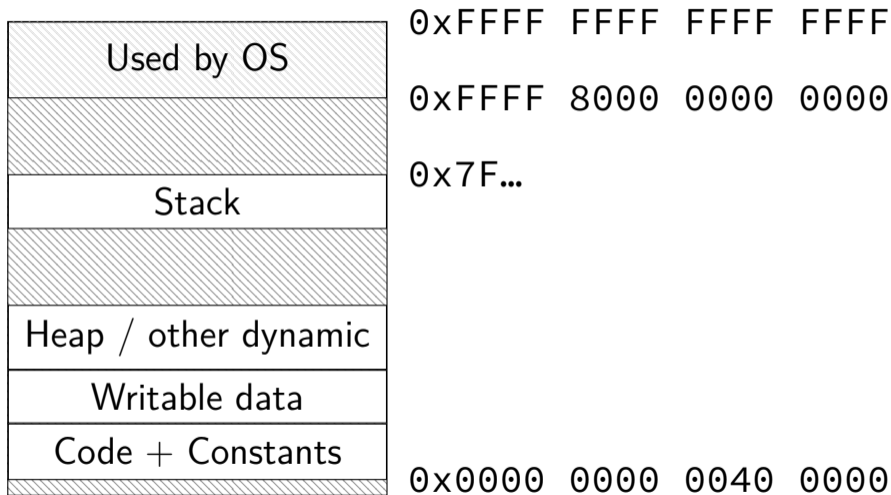 0xFFFF FFFF FFFF FFFF
Used by OS
0xFFFF 8000 0000 0000
0x7F…
Stack
Heap / other dynamic
Writable data
Code + Constants
0x0000 0000 0040 0000